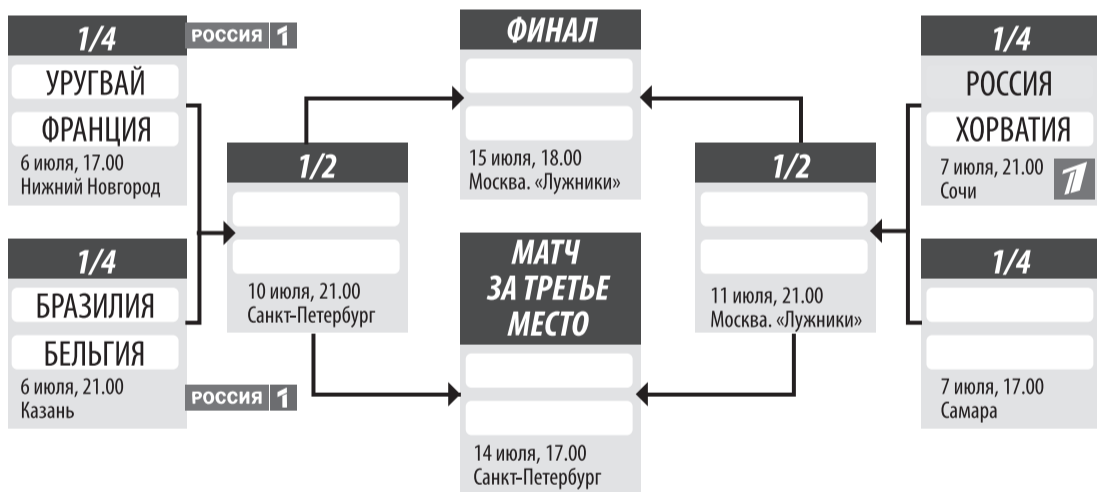 1/4
РОССИЯ 1
УРУГВАЙ
ФРАНЦИЯ
6 июля, 17.00
Нижний Новгород
1/4
БРАЗИЛИЯ
БЕЛЬГИЯ
6 июля, 21.00
Казань
РОССИЯ 1
1/2
10 июля, 21.00
Санкт-Петербург
ФИНАЛ
15 июля, 18.00
Москва. «Лужники»
МАТЧ
ЗА ТРЕТЬЕ
МЕСТО
14 июля, 17.00
Санкт-Петербург
1/2
11 июля, 21.00
Москва. «Лужники»
1/4
РОССИЯ
ХОРВАТИЯ
7 июля, 21.00
Сочи
1
1/4
7 июля, 17.00
Самара